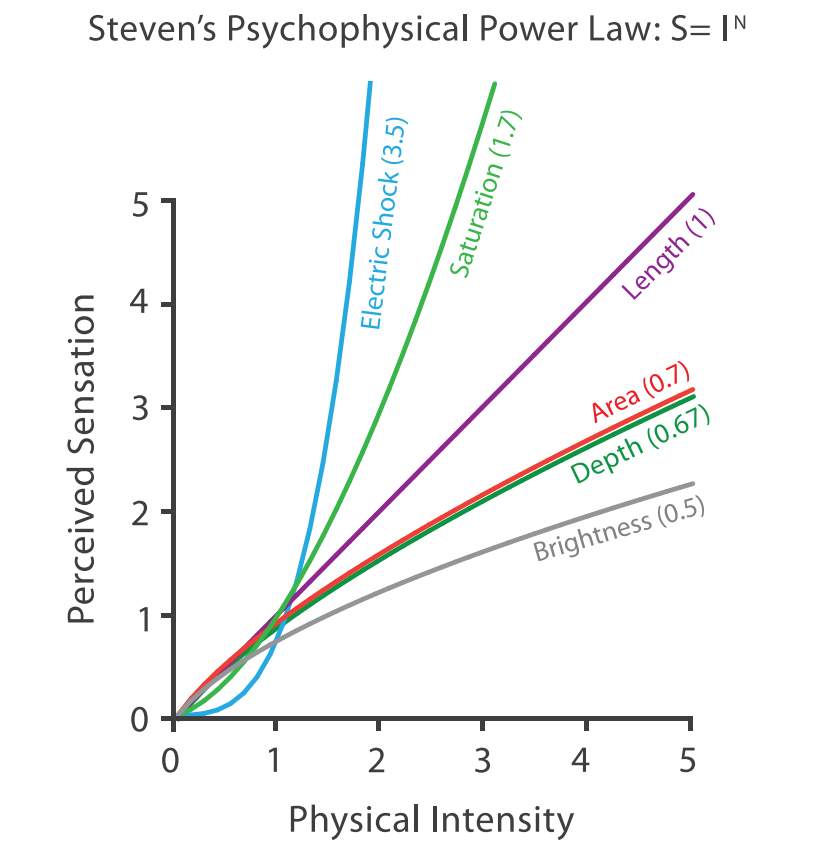 Steven's Psychophysical Power Law: S= I^N
Electric Shock (3.5)
Saturation (1.7)
Length (1)
Area (0.7)
Depth (0.67)
Brightness (0.5)
Perceived Sensation
5
4
3
2
1
0
0 1 2 3 4 5
Physical Intensity